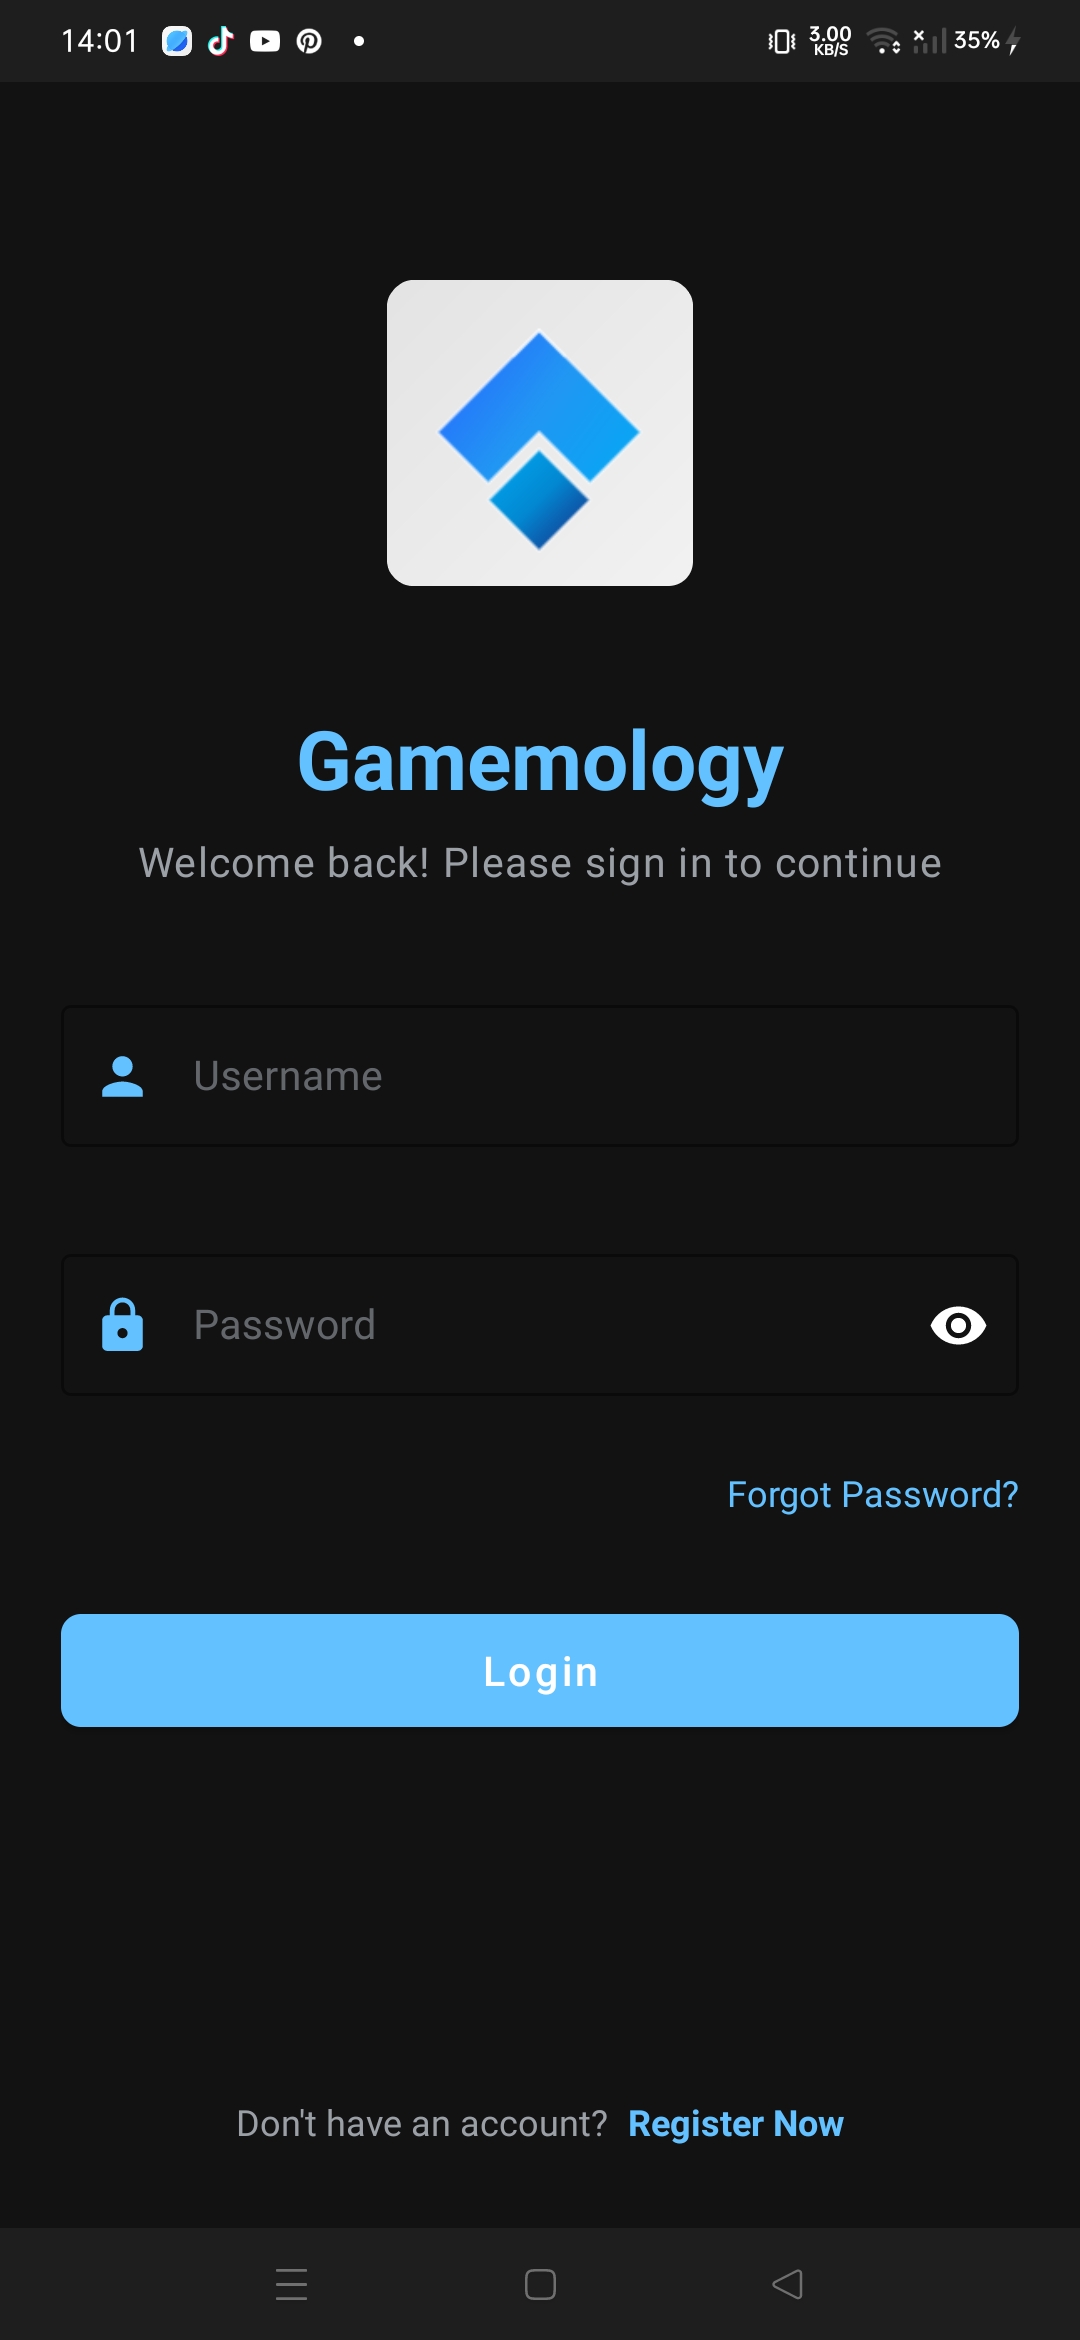 14:01
3.00
KB/S
35%
Gamemology
Welcome back! Please sign in to continue
Username
Password
Forgot Password?
Login
Don't have an account? Register Now